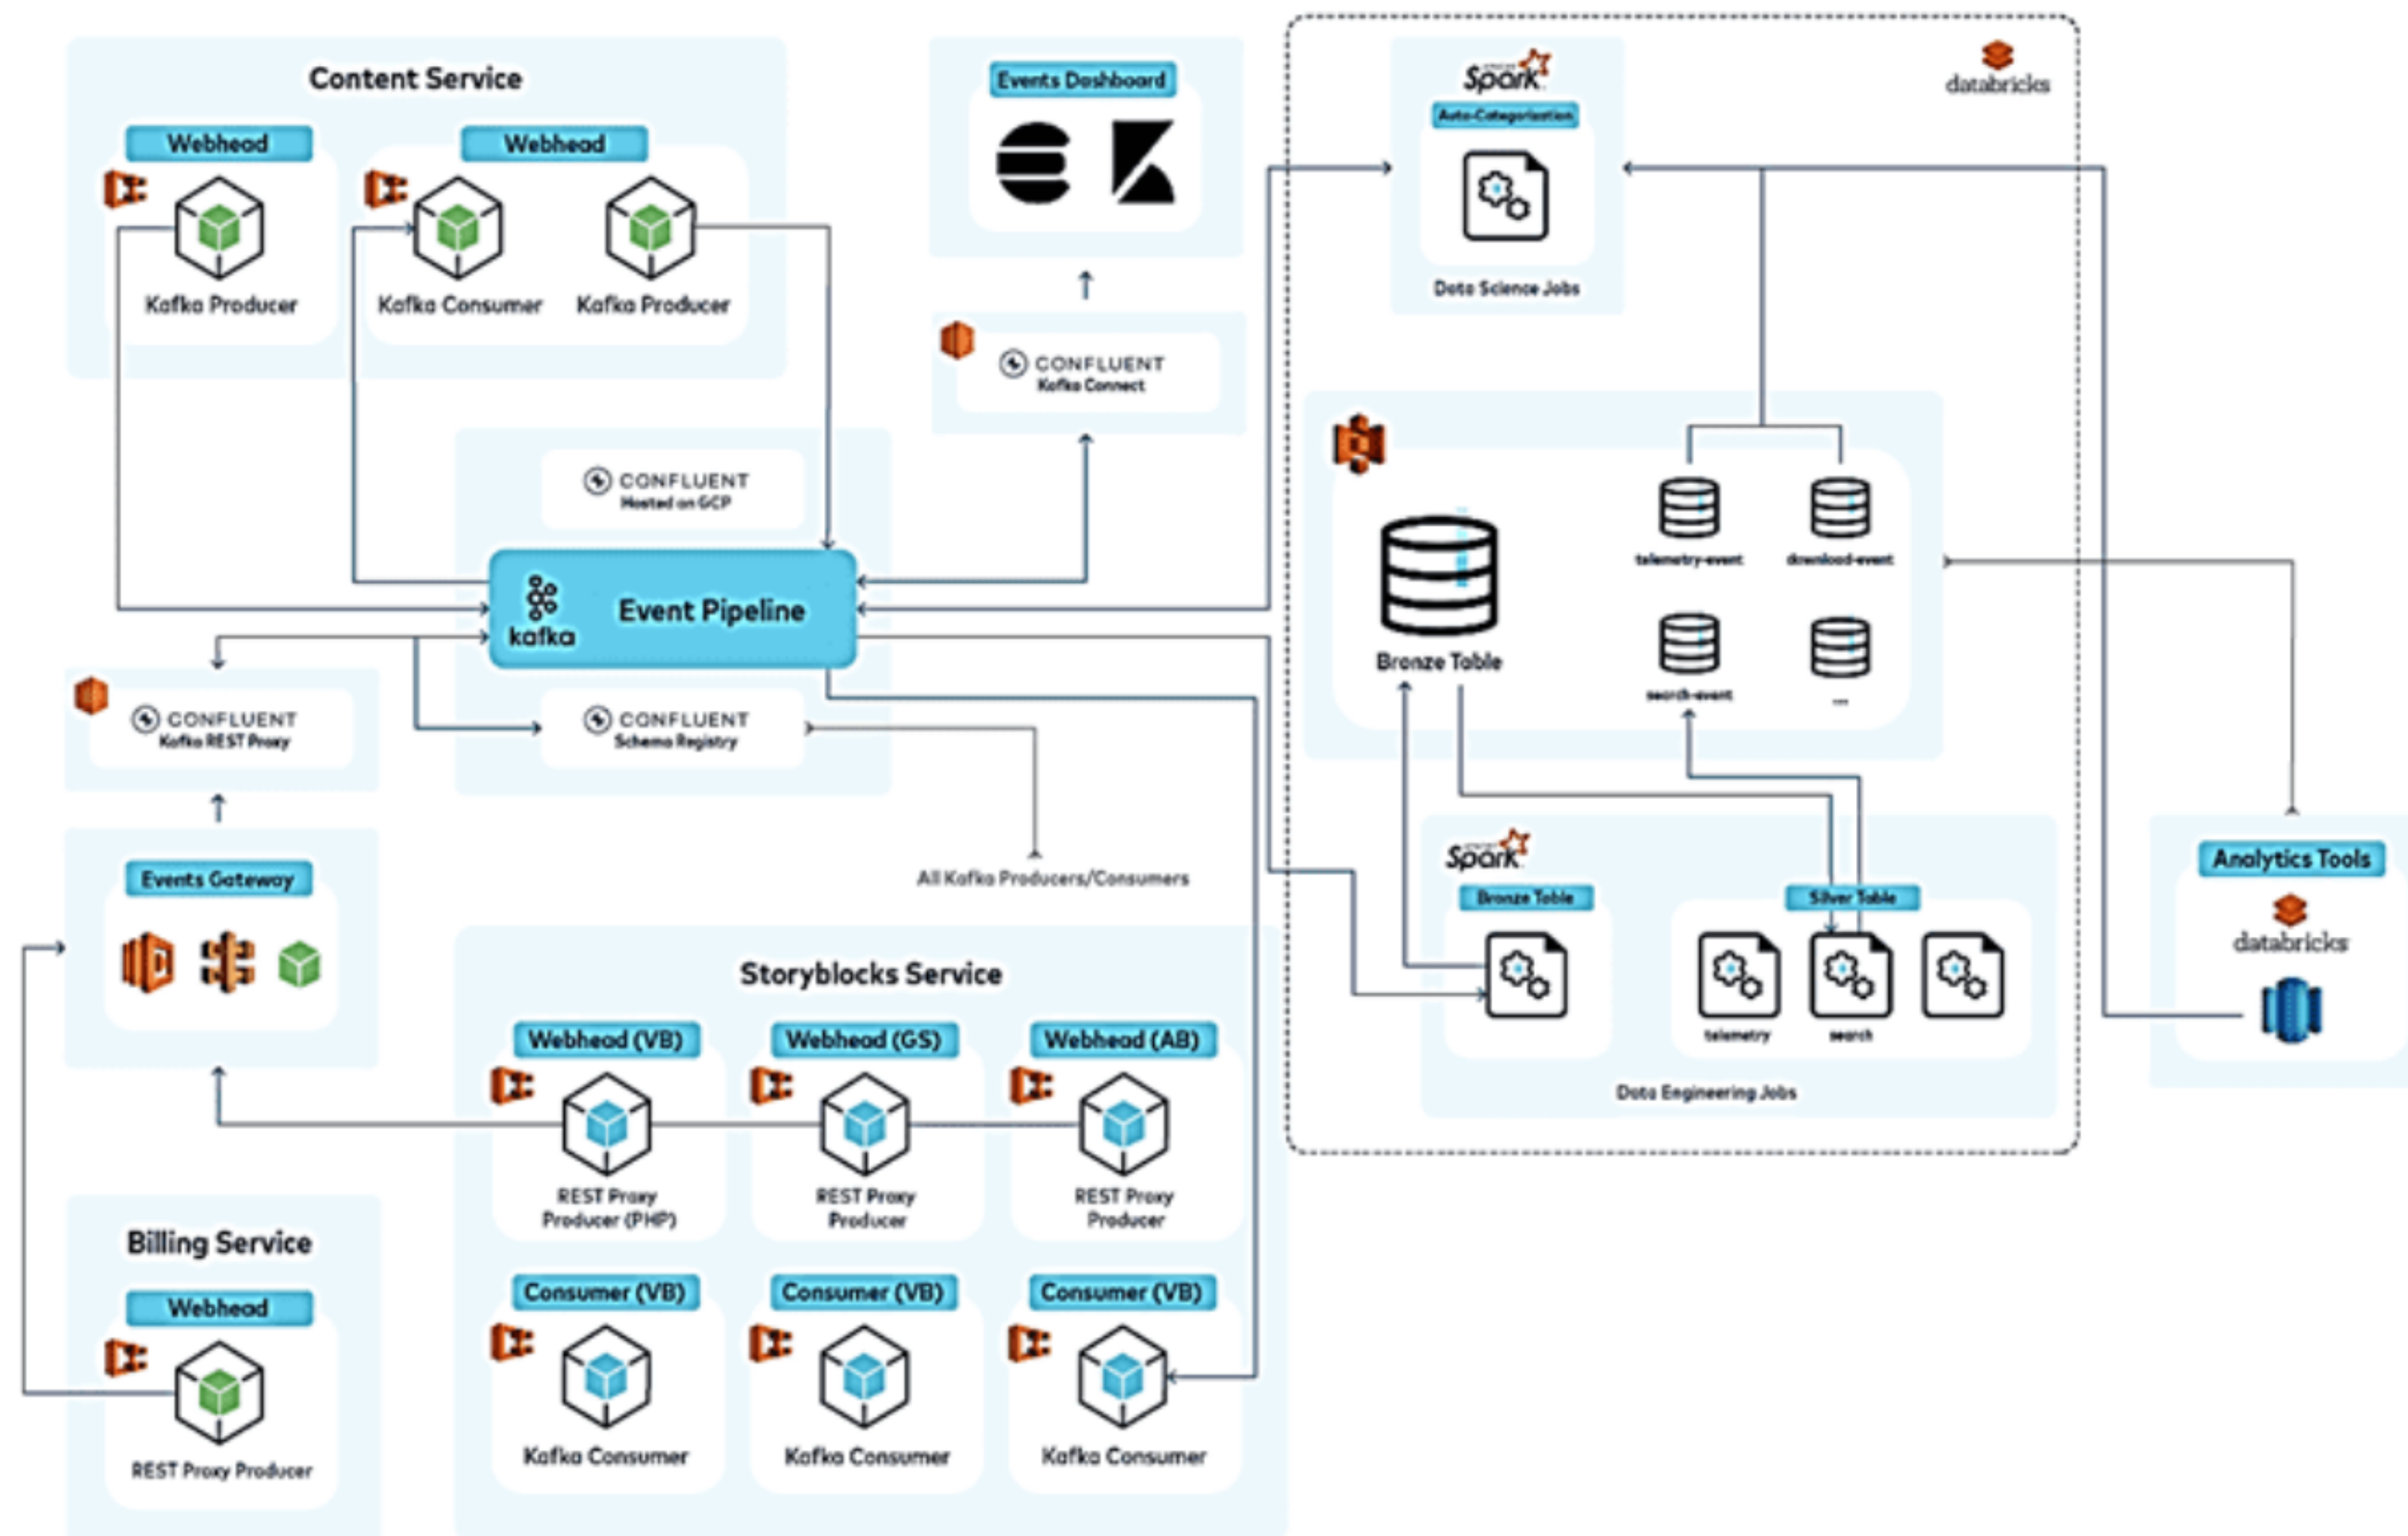 Content Service
Webhead
Webhead
Kafka Producer
Kafka Consumer
Kafka Producer
Events Dashboard
CONFLUENT
Kafka Connect
CONFLUENT
Hosted on GCP
kafka
Event Pipeline
CONFLUENT
Schema Registry
All Kafka Producers/Consumers
CONFLUENT
Kafka REST Proxy
Events Gateway
Billing Service
Webhead
REST Proxy Producer
Storyblocks Service
Webhead (VB)
Webhead (GS)
Webhead (AB)
REST Proxy
Producer (PHP)
REST Proxy
Producer
REST Proxy
Producer
Consumer (VB)
Consumer (VB)
Consumer (VB)
Kafka Consumer
Kafka Consumer
Kafka Consumer
databricks
APACHE
Spark
Auto-Categorization
Data Science Jobs
Bronze Table
telemetry-event
download-event
search-event
...
Spark
Bronze Table
Silver Table
telemetry
search
Data Engineering Jobs
Analytics Tools
databricks